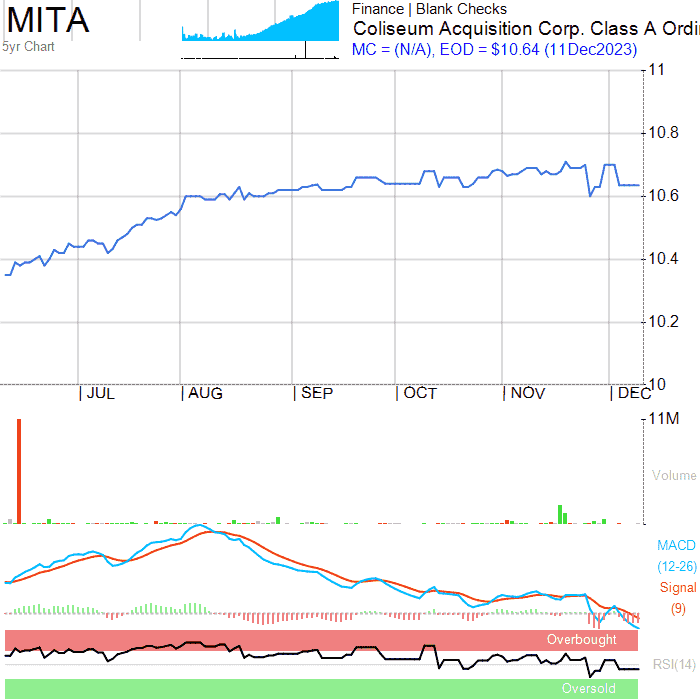 MITA
5yr Chart
Finance | Blank Checks
Coliseum Acquisition Corp. Class A Ordi
MC = (N/A), EOD = $10.64 (11Dec2023)
11
10.8
10.6
10.4
10.2
10
| JUL | AUG | SEP | OCT | NOV | DEC
11M
Volume
MACD
(12-26)
Signal
(9)
Overbought
RSI(14)
Oversold